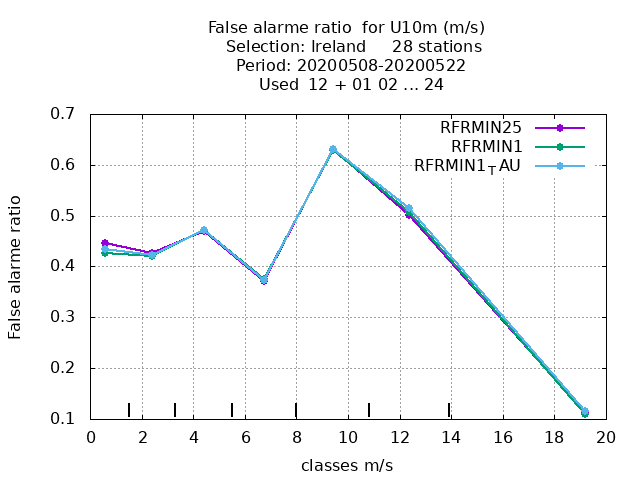 False alarme ratio  for U10m (m/s)
Selection: Ireland     28 stations
Period: 20200508-20200522
Used  12 + 01 02 ... 24
RFRMIN25
RFRMIN1
RFRMIN1TAU
False alarme ratio
0.7
0.6
0.5
0.4
0.3
0.2
0.1
0 2 4 6 8 10 12 14 16 18 20
classes m/s